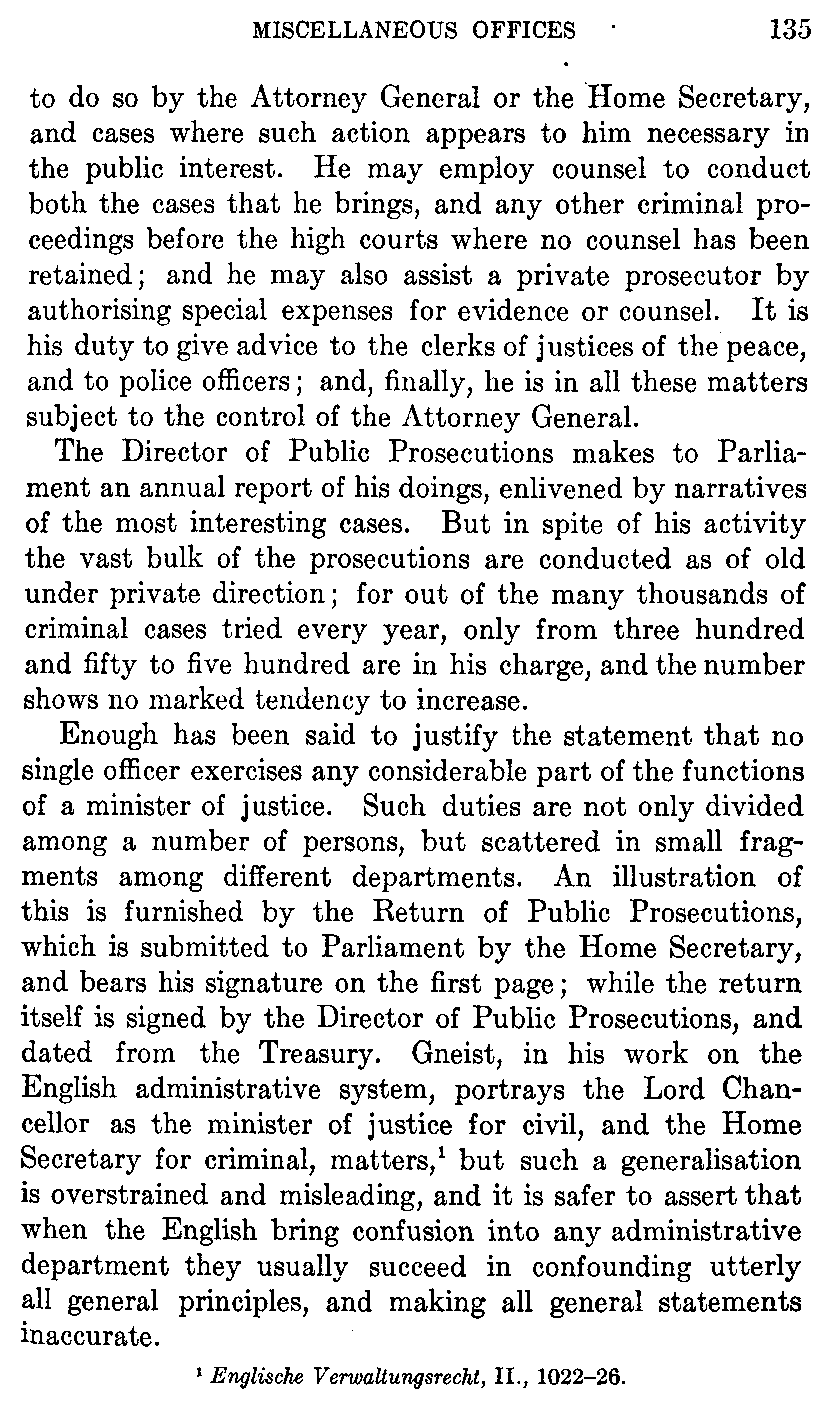 MISCELLANEOUS OFFICES 135
to do so by the Attorney General or the Home Secretary,
and cases where such action appears to him necessary in
the public interest. He may employ counsel to conduct
both the cases that he brings, and any other criminal pro-
ceedings before the high courts where no counsel has been
retained; and he may also assist a private prosecutor by
authorising special expenses for evidence or counsel. It is
his duty to give advice to the clerks of justices of the peace,
and to police officers; and, finally, he is in all these matters
subject to the control of the Attorney General.
The Director of Public Prosecutions makes to Parlia-
ment an annual report of his doings, enlivened by narratives
of the most interesting cases. But in spite of his activity
the vast bulk of the prosecutions are conducted as of old
under private direction; for out of the many thousands of
criminal cases tried every year, only from three hundred
and fifty to five hundred are in his charge, and the number
shows no marked tendency to increase.
Enough has been said to justify the statement that no
single officer exercises any considerable part of the functions
of a minister of justice. Such duties are not only divided
among a number of persons, but scattered in small frag-
ments among different departments. An illustration of
this is furnished by the Return of Public Prosecutions,
which is submitted to Parliament by the Home Secretary,
and bears his signature on the first page; while the return
itself is signed by the Director of Public Prosecutions, and
dated from the Treasury. Gneist, in his work on the
English administrative system, portrays the Lord Chan-
cellor as the minister of justice for civil, and the Home
Secretary for criminal, matters,¹ but such a generalisation
is overstrained and misleading, and it is safer to assert that
when the English bring confusion into any administrative
department they usually succeed in confounding utterly
all general principles, and making all general statements
inaccurate.
¹ Englische Verwaltungsrecht, II., 1022–26.